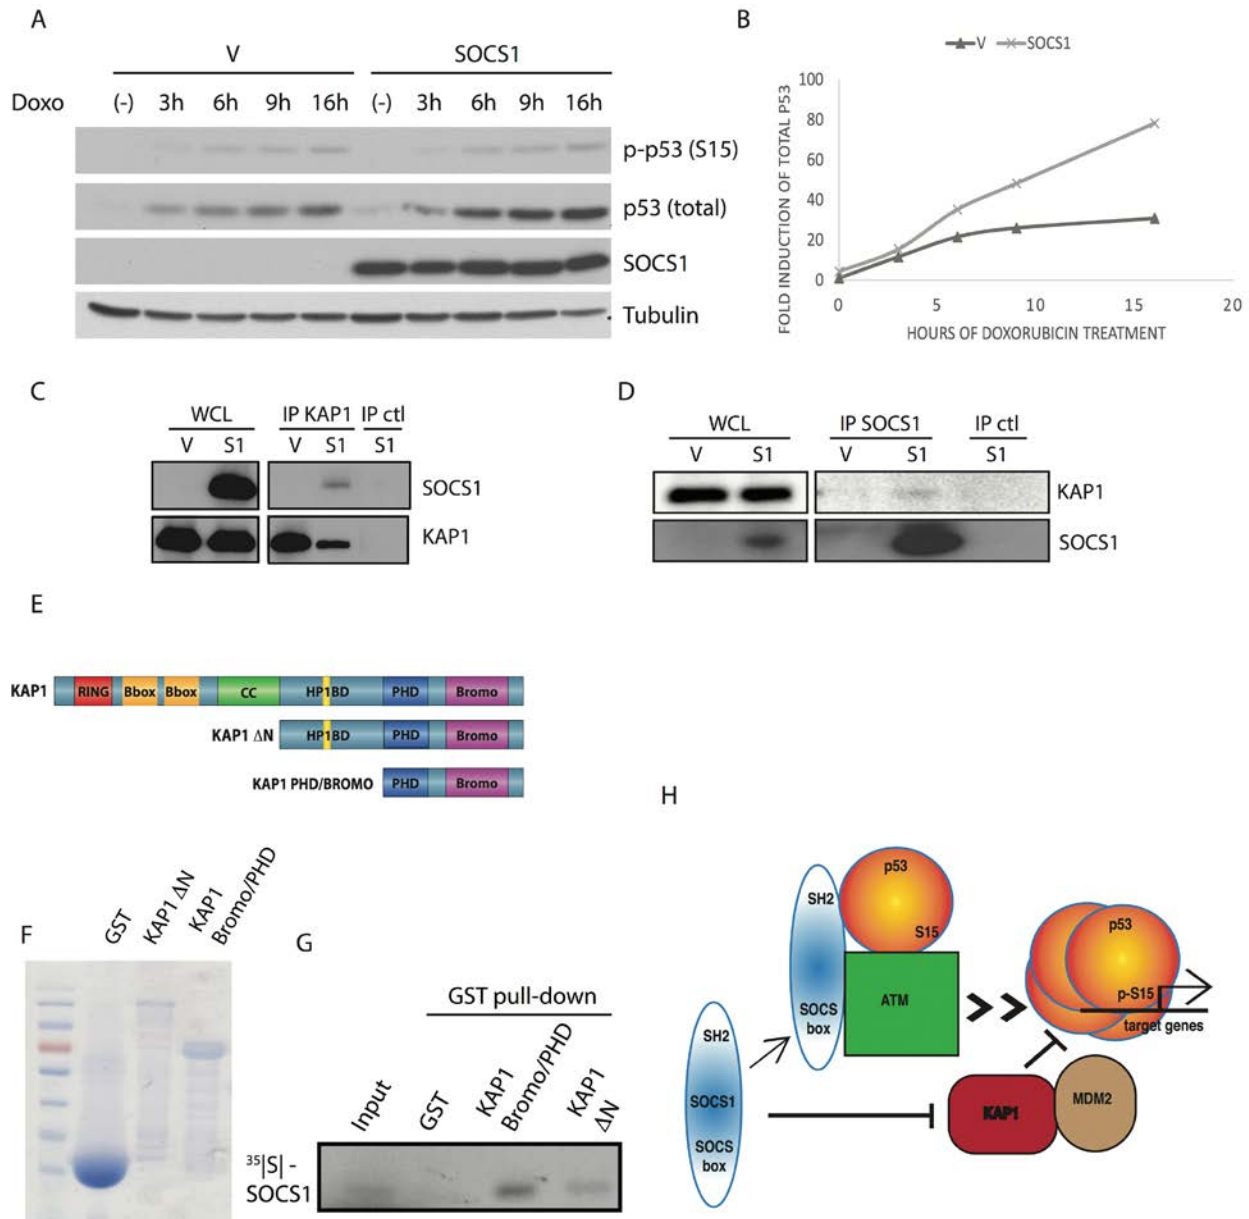 A
V SOCS1
Doxo (-) 3h 6h 9h 16h (-) 3h 6h 9h 16h
p-p53 (S15)
p53 (total)
SOCS1
Tubulin
B
V SOCS1
FOLD INDUCTION OF TOTAL P53
100
80
60
40
20
0
0 5 10 15 20
HOURS OF DOXORUBICIN TREATMENT
C
WCL IP KAP1 IP ctl
V S1 V S1 S1
SOCS1
KAP1
D
WCL IP SOCS1 IP ctl
V S1 V S1 S1
KAP1
SOCS1
E
KAP1 RING Bbox Bbox CC HP1BD PHD Bromo
KAP1 ΔN HP1BD PHD Bromo
KAP1 PHD/BROMO PHD Bromo
F
GST
KAP1 ΔN
KAP1
Bromo/PHD
G
GST pull-down
Input
GST
KAP1
Bromo/PHD
KAP1
ΔN
35|S| -
SOCS1
H
p53
SH2
S15
ATM
SOCS
box
SH2
SOCS1
SOCS
box
p53
p-S15
target genes
KAP1
MDM2